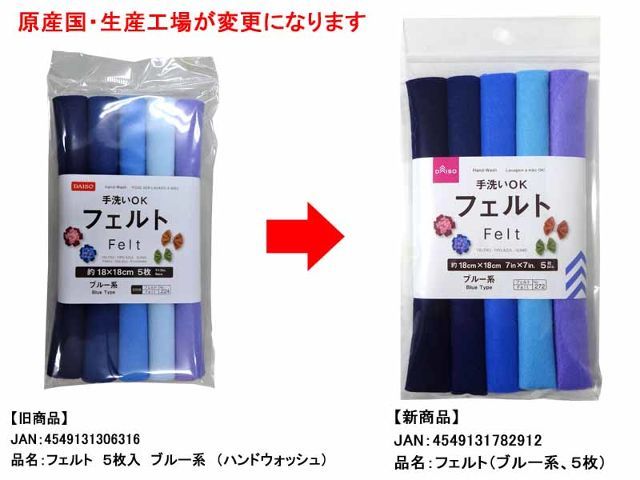 原産国・生産工場が変更になります
DAISO
Hand-Wash
手洗いOK
フェルト
Felt
約 18×18cm 5枚
ブルー系
Blue Type
DAISO
Hand-Wash
手洗いOK
フェルト
Felt
約18cm×18cm 7in×7in. 5
ブルー系
Blue Type
【旧商品】
JAN：4549131306316
品名：フェルト 5枚入 ブルー系 （ハンドウォッシュ）
【新商品】
JAN：4549131782912
品名：フェルト（ブルー系、5枚）